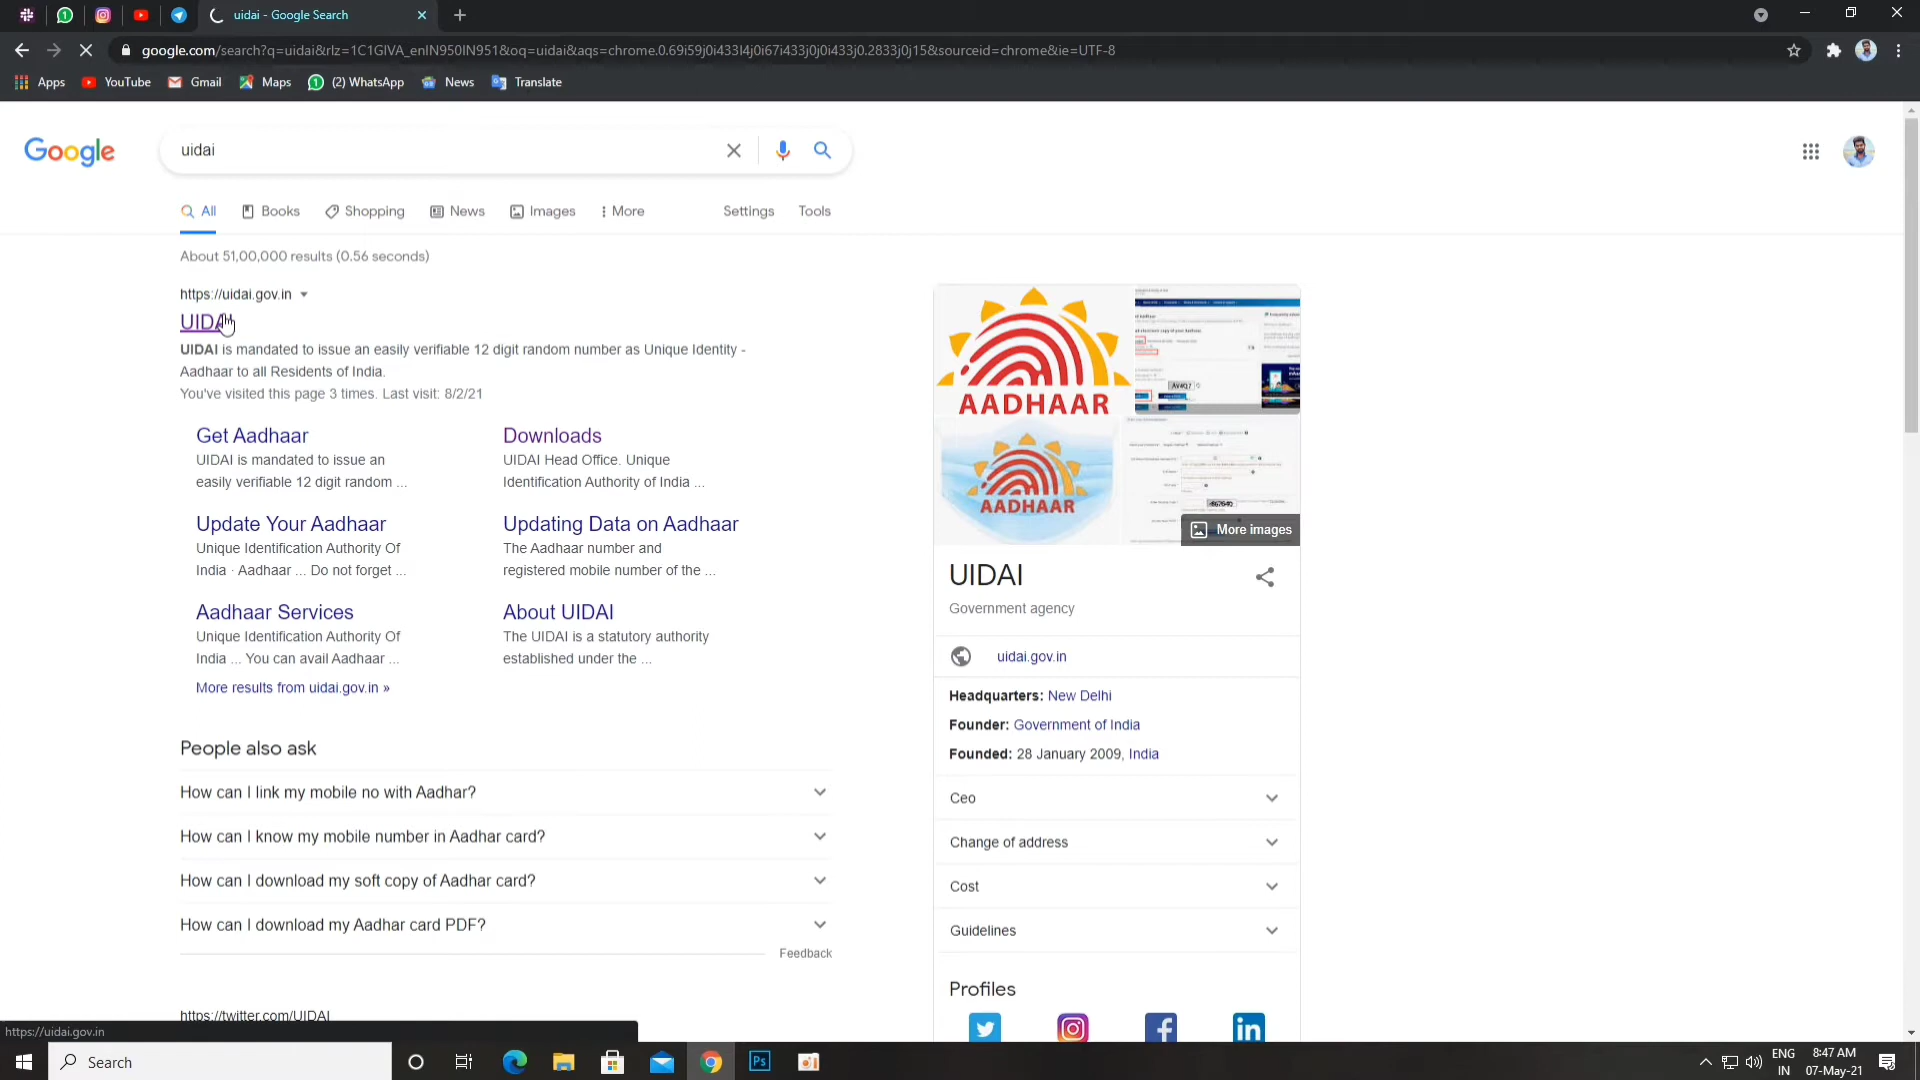 uidai - Google Search
google.com/search?q=uidai&rlz=1C1GIVA_enIN950IN951&oq=uidai&aqs=chrome.0.69i59j0i433l4j0i67i433j0j0i433j0.2833j0j15&sourceid=chrome&ie=UTF-8
Apps YouTube Gmail Maps (2) WhatsApp News Translate
Google
uidai
All Books Shopping News Images More Settings Tools
About 51,00,000 results (0.56 seconds)
https://uidai.gov.in
UIDAI
UIDAI is mandated to issue an easily verifiable 12 digit random number as Unique Identity -
Aadhaar to all Residents of India.
You've visited this page 3 times. Last visit: 8/2/21
Get Aadhaar
UIDAI is mandated to issue an
easily verifiable 12 digit random ...
Downloads
UIDAI Head Office. Unique
Identification Authority of India ...
Update Your Aadhaar
Unique Identification Authority Of
India · Aadhaar ... Do not forget ...
Updating Data on Aadhaar
The Aadhaar number and
registered mobile number of the ...
Aadhaar Services
Unique Identification Authority Of
India ... You can avail Aadhaar ...
About UIDAI
The UIDAI is a statutory authority
established under the ...
More results from uidai.gov.in »
People also ask
How can I link my mobile no with Aadhar?
How can I know my mobile number in Aadhar card?
How can I download my soft copy of Aadhar card?
How can I download my Aadhar card PDF?
Feedback
https://twitter.com/UIDAI
AADHAAR
AADHAAR
More images
UIDAI
Government agency
uidai.gov.in
Headquarters: New Delhi
Founder: Government of India
Founded: 28 January 2009, India
Ceo
Change of address
Cost
Guidelines
Profiles
https://uidai.gov.in
Search
Ps
ENG
IN
8:47 AM
07-May-21